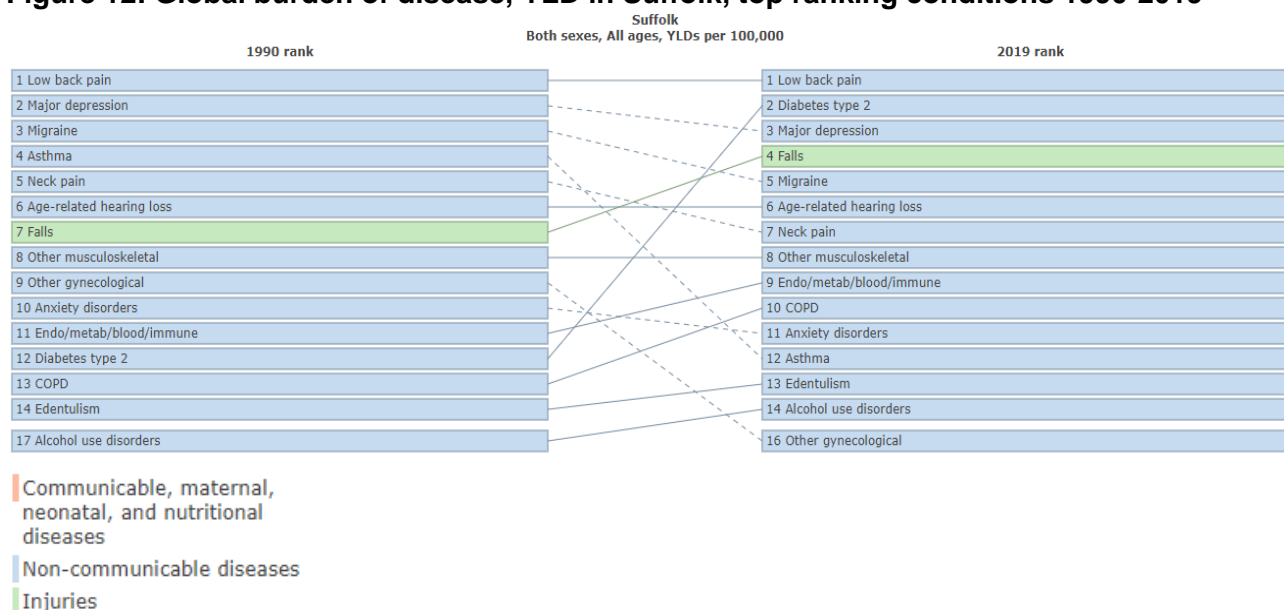 Figure 12: Global burden of disease, YLD in Suffolk, top ranking conditions 1990-2019
Suffolk
Both sexes, All ages, YLDs per 100,000
1990 rank
2019 rank
1 Low back pain
2 Major depression
3 Migraine
4 Asthma
5 Neck pain
6 Age-related hearing loss
7 Falls
8 Other musculoskeletal
9 Other gynecological
10 Anxiety disorders
11 Endo/metab/blood/immune
12 Diabetes type 2
13 COPD
14 Edentulism
17 Alcohol use disorders
1 Low back pain
2 Diabetes type 2
3 Major depression
4 Falls
5 Migraine
6 Age-related hearing loss
7 Neck pain
8 Other musculoskeletal
9 Endo/metab/blood/immune
10 COPD
11 Anxiety disorders
12 Asthma
13 Edentulism
14 Alcohol use disorders
16 Other gynecological
Communicable, maternal,
neonatal, and nutritional
diseases
Non-communicable diseases
Injuries